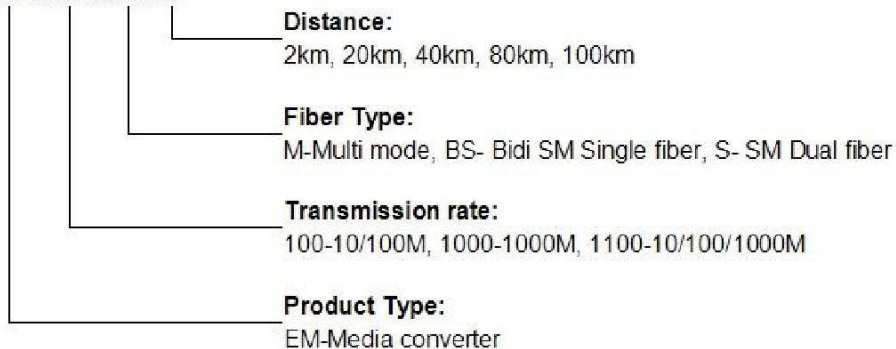 Distance:
2km, 20km, 40km, 80km, 100km
Fiber Type:
M-Multi mode, BS- Bidi SM Single fiber, S- SM Dual fiber
Transmission rate:
100-10/100M, 1000-1000M, 1100-10/100/1000M
Product Type:
EM-Media converter